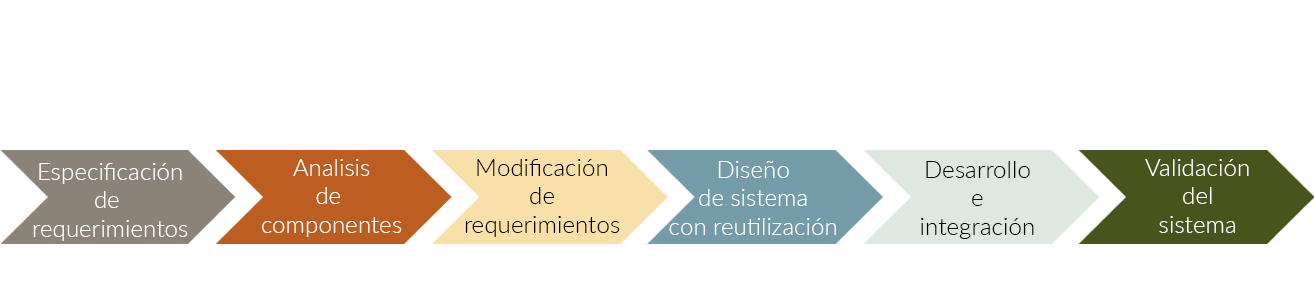 Especificación
de
requerimientos
Analisis
de
componentes
Modificación
de
requerimientos
Diseño
de sistema
con reutilización
Desarrollo
e
integración
Validación
del
sistema